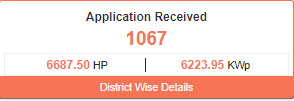 Application Received
1067
6687.50 HP | 6223.95 KWp
District Wise Details